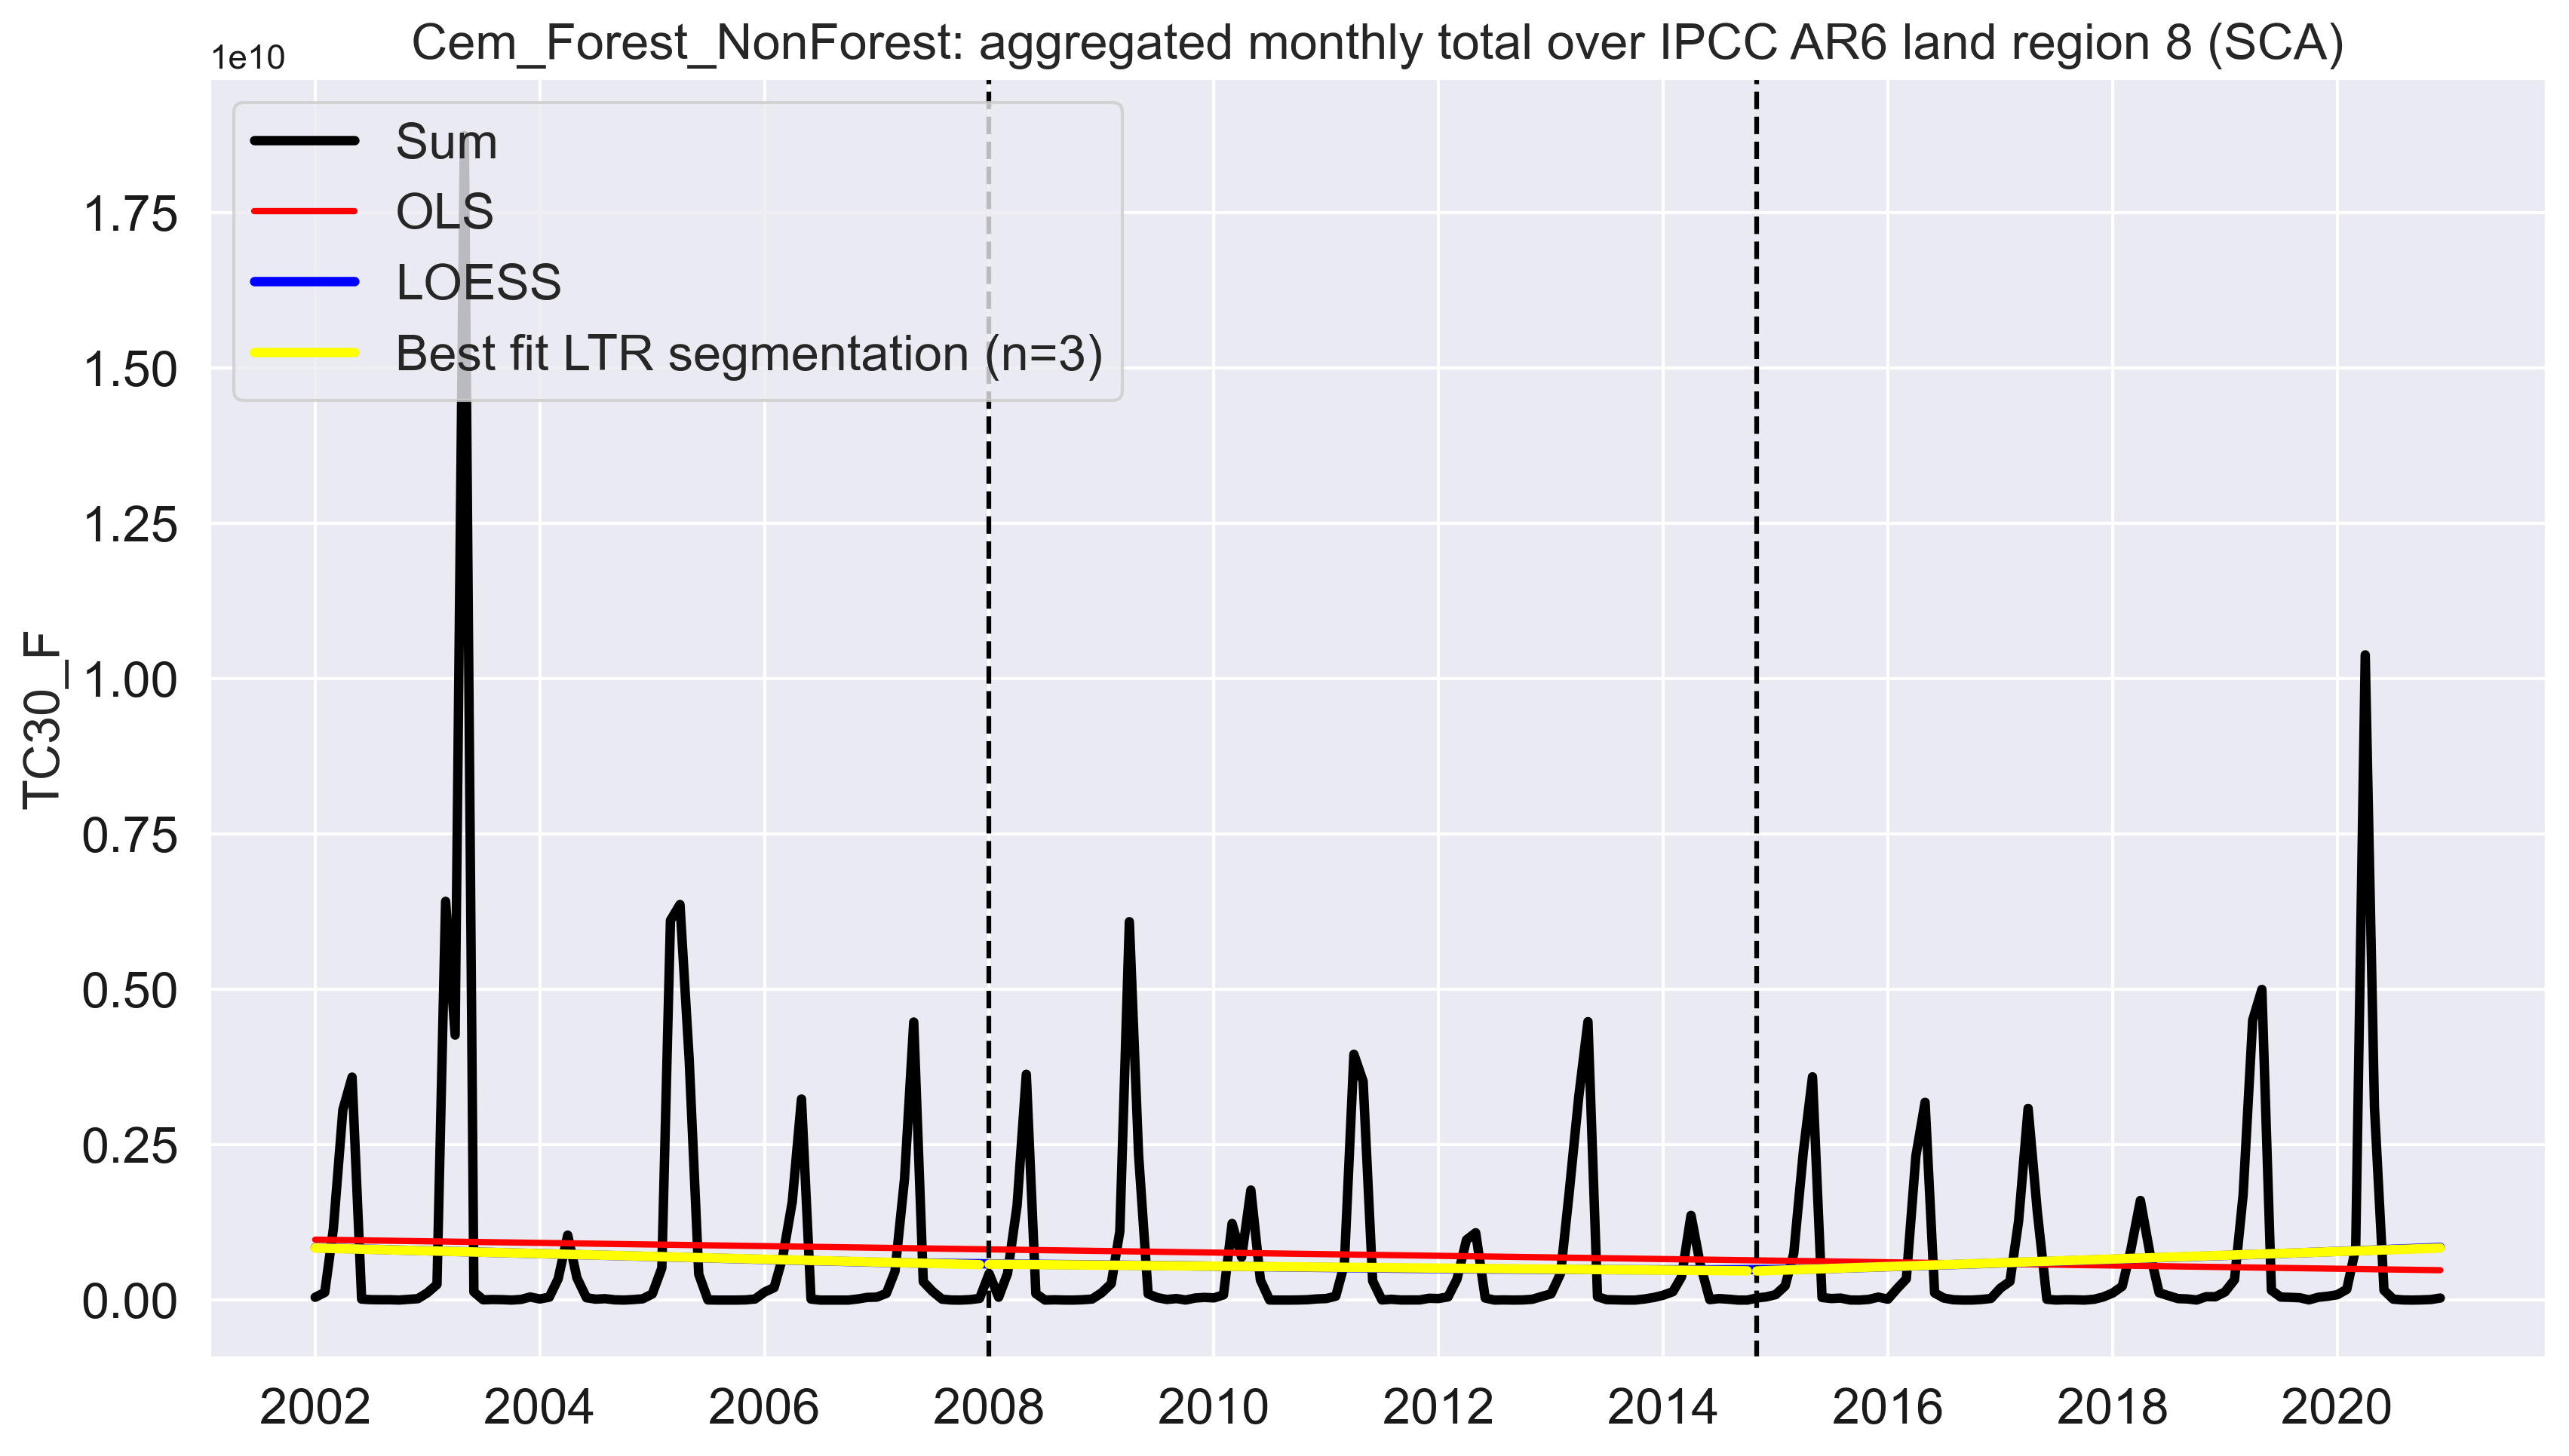 Cem_Forest_NonForest: aggregated monthly total over IPCC AR6 land region 8 (SCA)
1e10
Sum
OLS
LOESS
Best fit LTR segmentation (n=3)
1.75
1.50
1.25
1.00
0.75
0.50
0.25
0.00
TC30_F
2002 2004 2006 2008 2010 2012 2014 2016 2018 2020